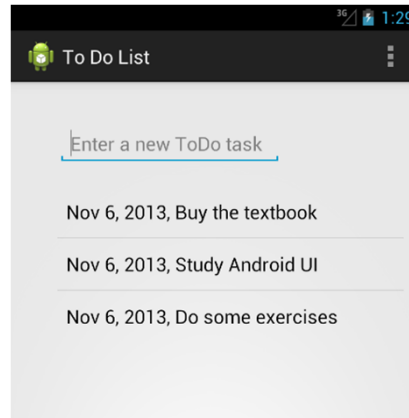 3G 1:29
To Do List
Enter a new ToDo task
Nov 6, 2013, Buy the textbook
Nov 6, 2013, Study Android UI
Nov 6, 2013, Do some exercises